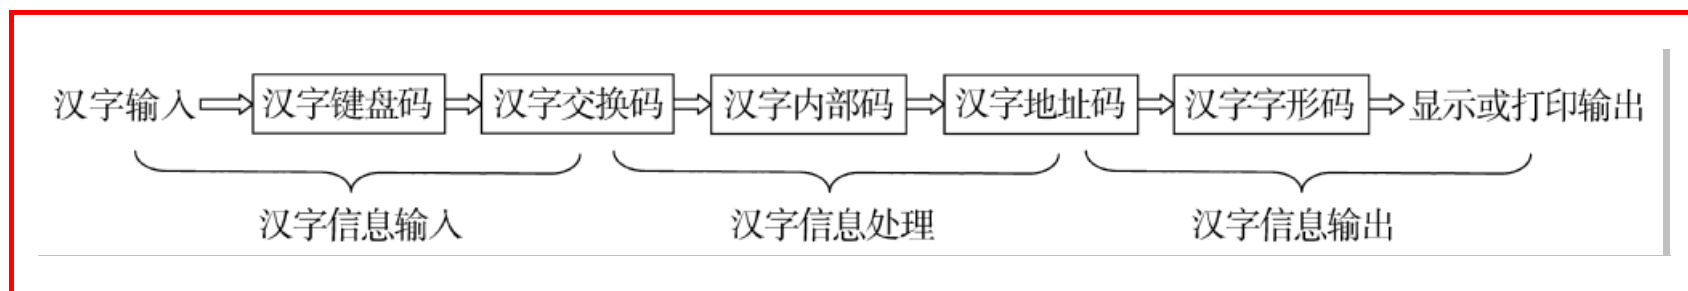 汉字输入 汉字键盘码 汉字交换码 汉字内部码 汉字地址码 汉字字形码 显示或打印输出
汉字信息输入 汉字信息处理 汉字信息输出